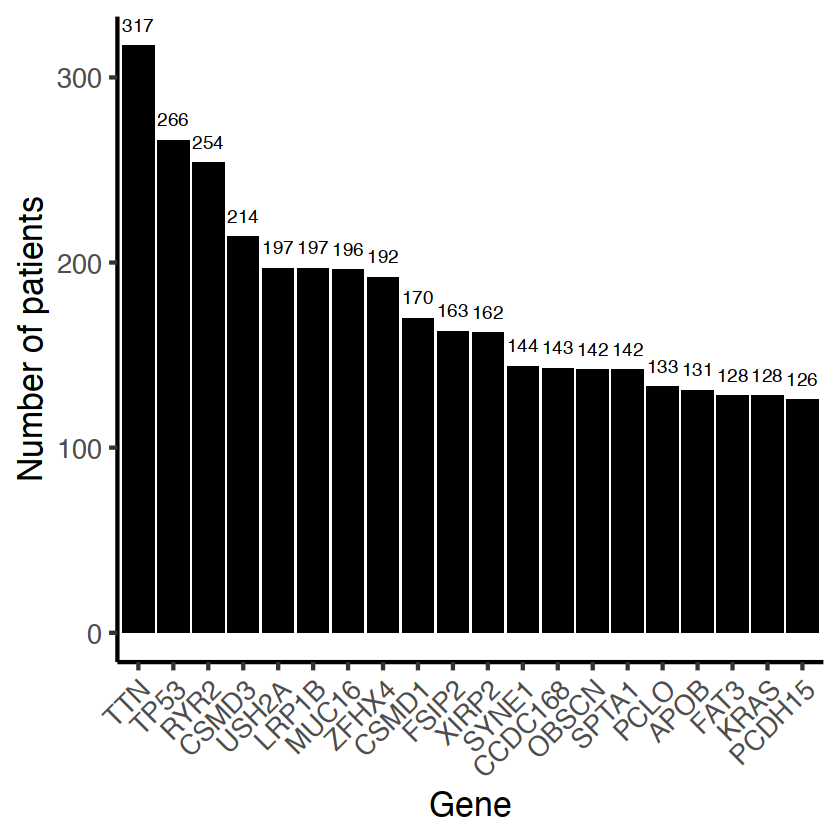 317
266
254
214
197 197 196 192
170 163 162
144 143 142 142
133 131 128 128 126
300
200
100
0
Number of patients
TTN
TP53
RYR2
CSMD3
USH2A
LRP1B
MUC16
ZFHX4
CSMD1
FSIP2
XIRP2
SYNE1
CCDC168
OBSCN
SPTA1
PCLO
APOB
FAT3
KRAS
PCDH15
Gene